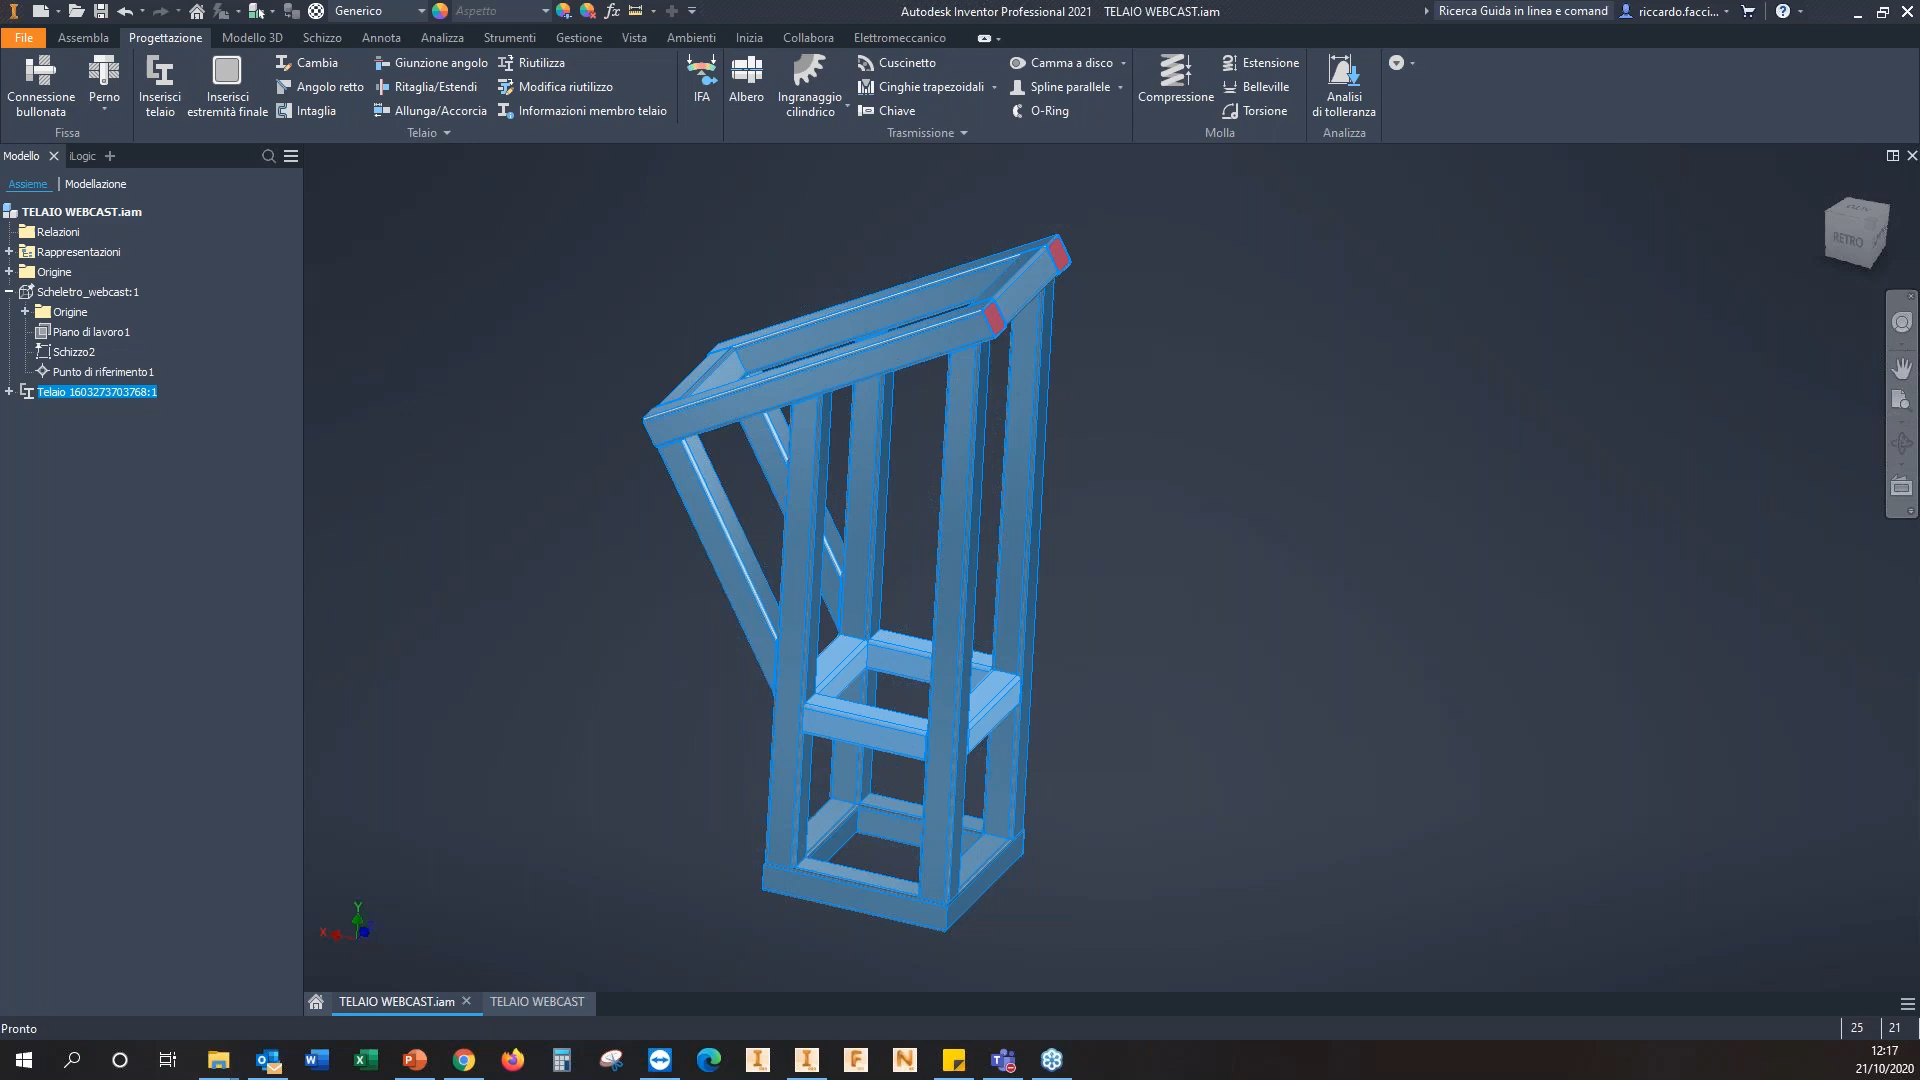 Generico
Aspetto
Autodesk Inventor Professional 2021 TELAIO WEBCAST.iam
Ricerca Guida in linea e comand
riccardo.facci...
File
Assembla
Progettazione
Modello 3D
Schizzo
Annota
Analizza
Strumenti
Gestione
Vista
Ambienti
Inizia
Collabora
Elettromeccanico
Connessione
bullonata
Perno
Fissa
Inserisci
telaio
Inserisci
estremità finale
Cambia
Angolo retto
Intaglia
Giunzione angolo
Ritaglia/Estendi
Allunga/Accorcia
Riutilizza
Modifica riutilizzo
Informazioni membro telaio
Telaio
IFA
Albero
Ingranaggio
cilindrico
Cuscinetto
Cinghie trapezoidali
Chiave
Camma a disco
Spline parallele
O-Ring
Trasmissione
Compressione
Estensione
Belleville
Torsione
Molla
Analisi
di tolleranza
Analizza
Modello
iLogic
Assieme
Modellazione
TELAIO WEBCAST.iam
Relazioni
Rappresentazioni
Origine
Scheletro_webcast:1
Origine
Piano di lavoro1
Schizzo2
Punto di riferimento1
Telaio 1603273703768:1
RETRO
Y
X
TELAIO WEBCAST.iam
TELAIO WEBCAST
Pronto
25
21
12:17
21/10/2020